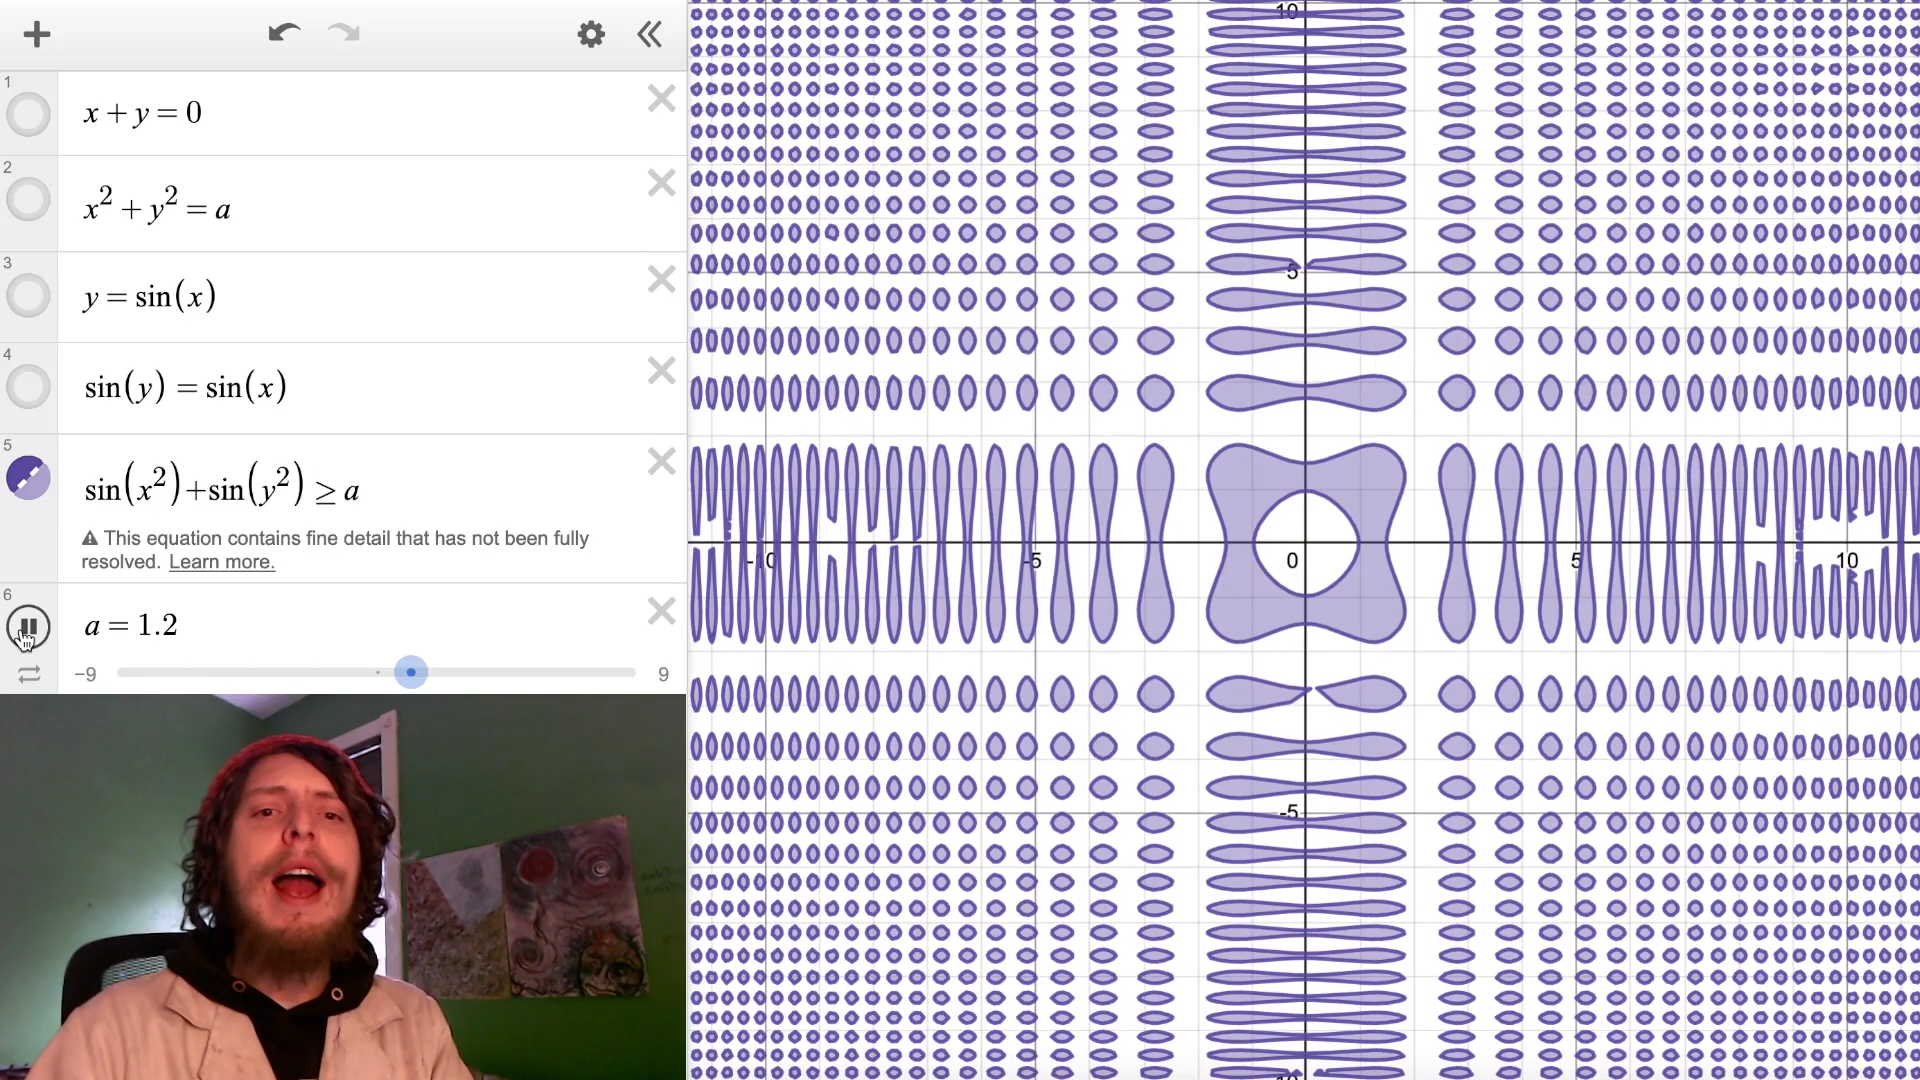 1
x + y = 0
2
x² + y² = a
3
y = sin(x)
4
sin(y) = sin(x)
5
sin(x²)+sin(y²) ≥ a
This equation contains fine detail that has not been fully
resolved. Learn more.
6
a = 1.2
−9
9
10
5
-10
-5
0
5
10
-5